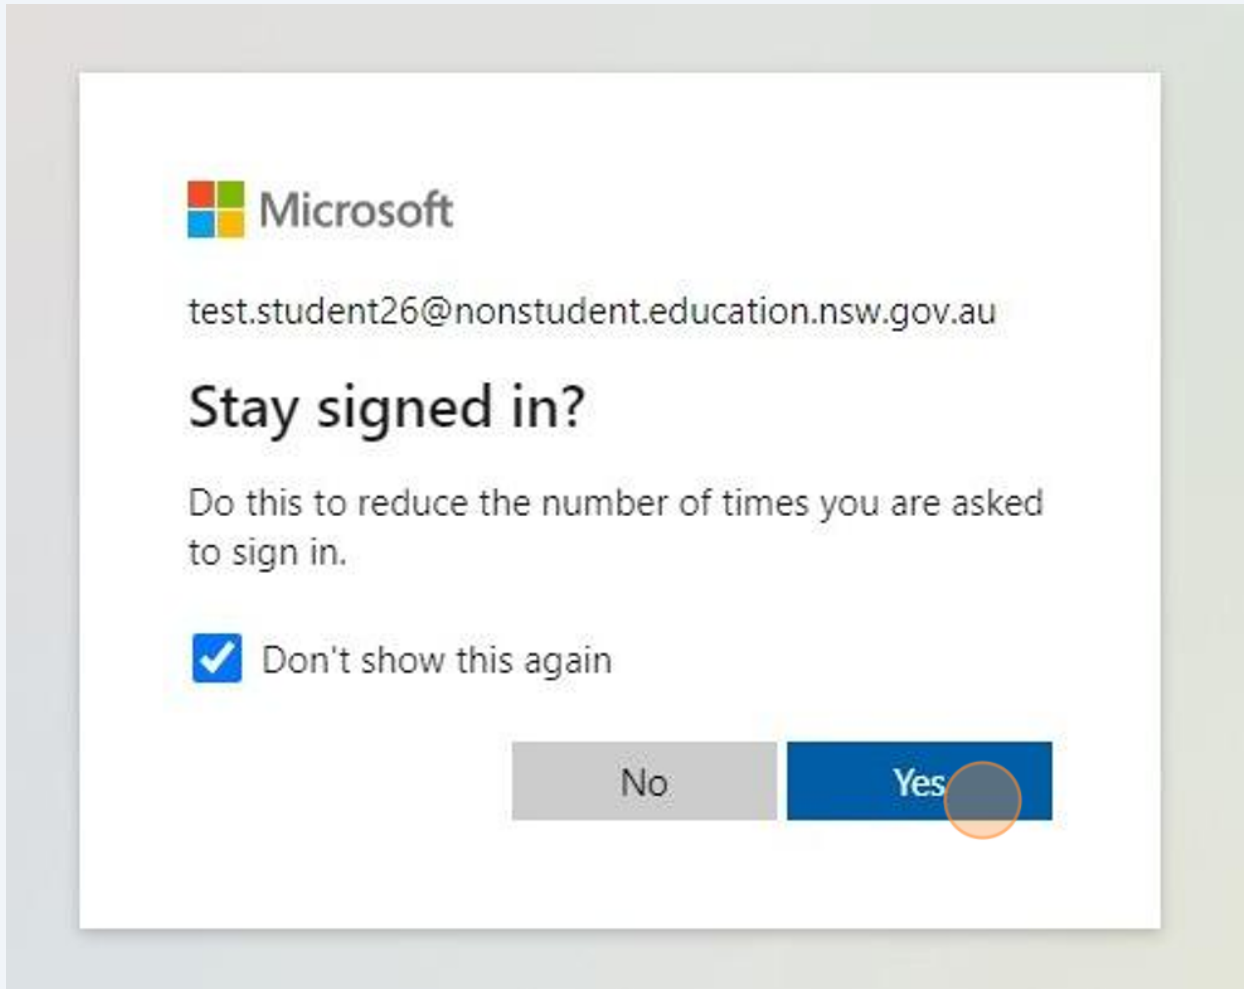 Microsoft
test.student26@nonstudent.education.nsw.gov.au
Stay signed in?
Do this to reduce the number of times you are asked
to sign in.
Don't show this again
No Yes